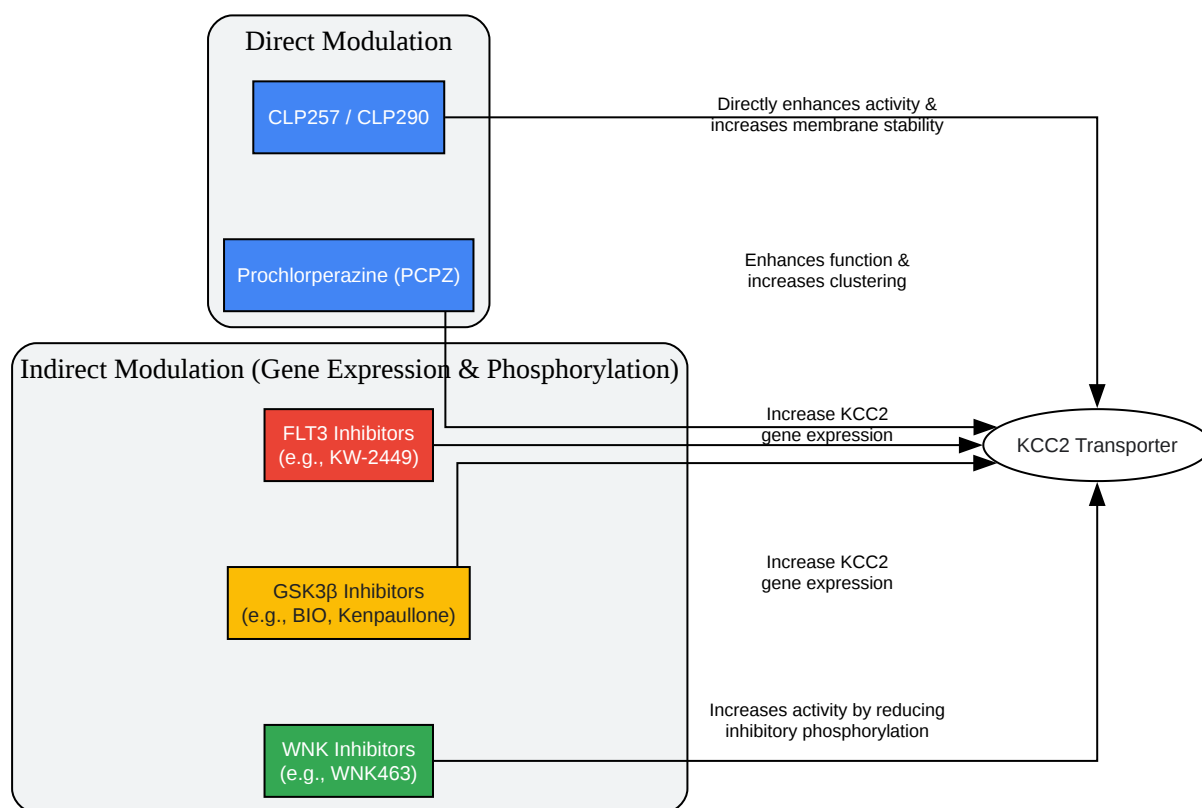 Direct Modulation
CLP257 / CLP290
Directly enhances activity &
increases membrane stability
Prochlorperazine (PCPZ)
Enhances function &
increases clustering
Indirect Modulation (Gene Expression & Phosphorylation)
FLT3 Inhibitors
(e.g., KW-2449)
Increase KCC2
gene expression
KCC2 Transporter
GSK3β Inhibitors
(e.g., BIO, Kenpaullone)
Increase KCC2
gene expression
WNK Inhibitors
(e.g., WNK463)
Increases activity by reducing
inhibitory phosphorylation